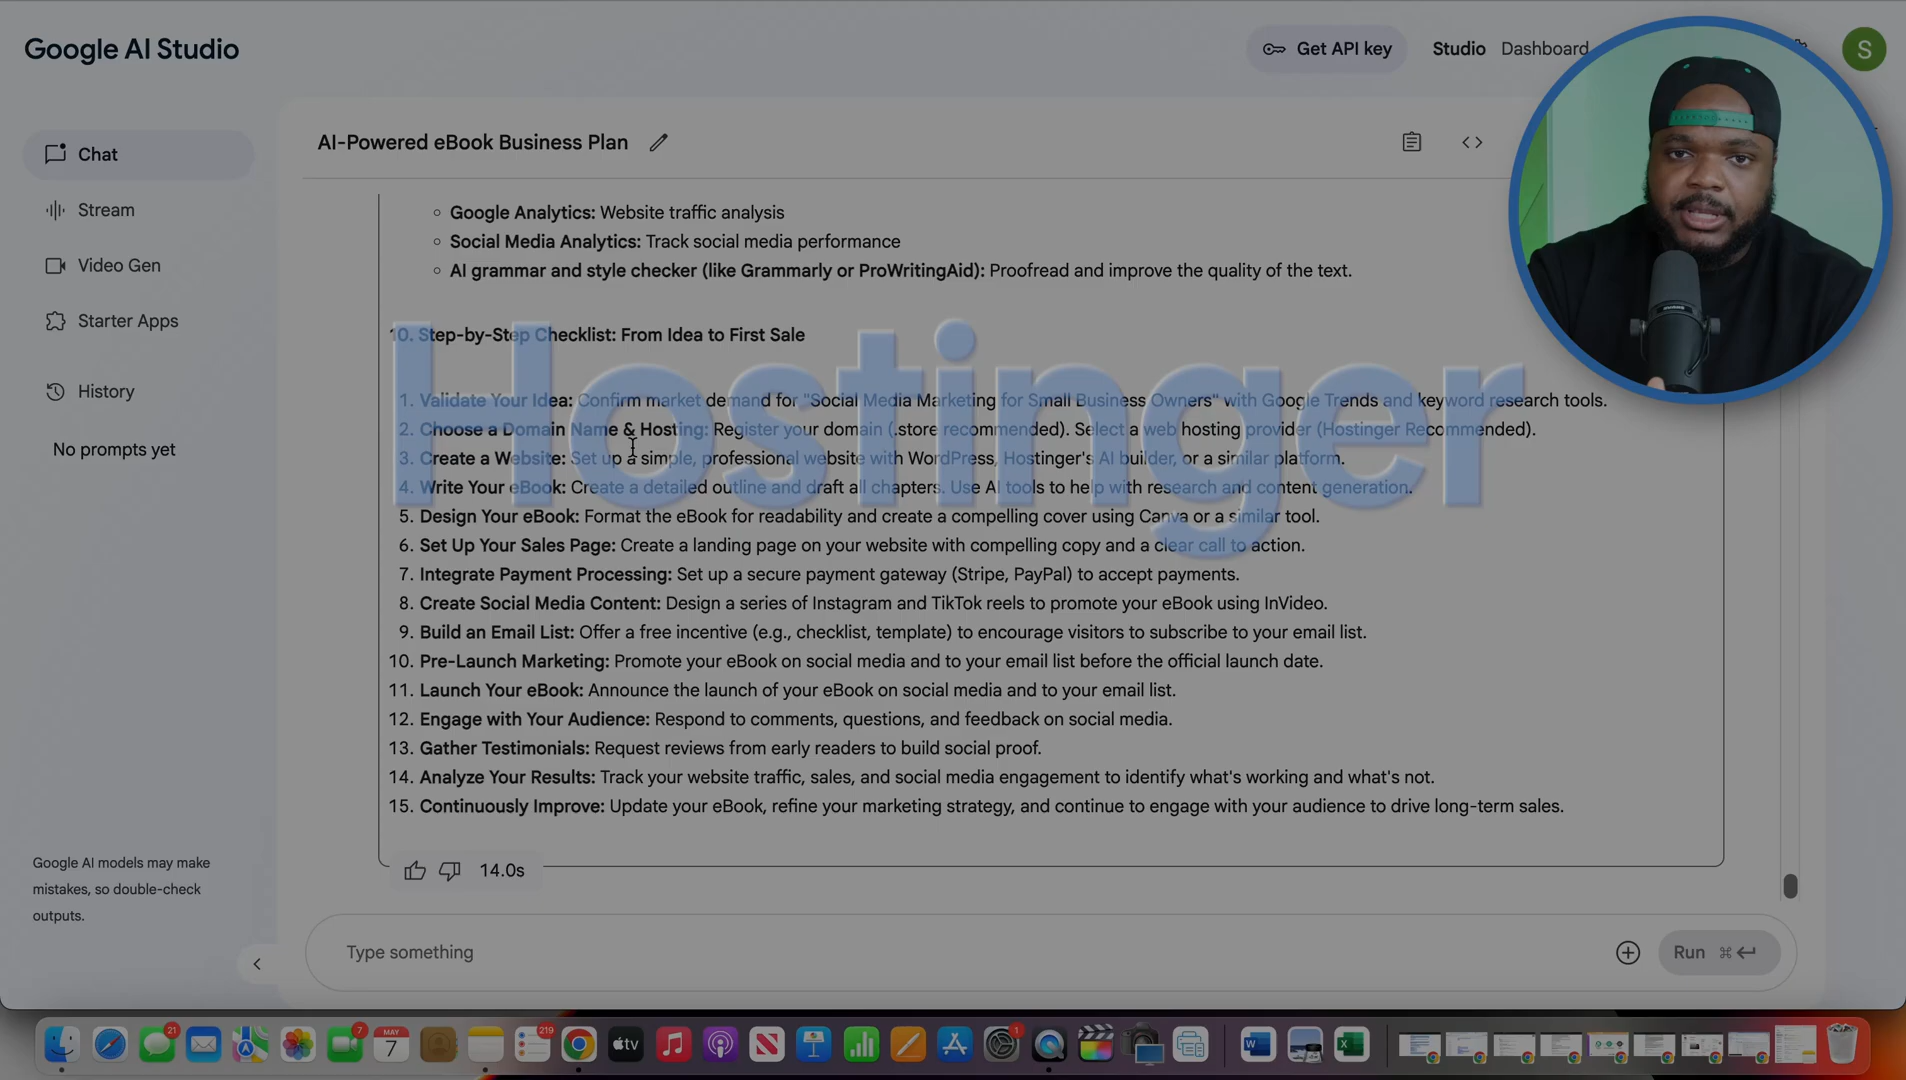 Google AI Studio
Get API key
Studio
Dashboard
S
Chat
Stream
Video Gen
Starter Apps
History
No prompts yet
Google AI models may make
mistakes, so double-check
outputs.
AI-Powered eBook Business Plan
Google Analytics: Website traffic analysis
Social Media Analytics: Track social media performance
AI grammar and style checker (like Grammarly or ProWritingAid): Proofread and improve the quality of the text.
10. Step-by-Step Checklist: From Idea to First Sale
Hostinger
1. Validate Your Idea: Confirm market demand for "Social Media Marketing for Small Business Owners" with Google Trends and keyword research tools.
2. Choose a Domain Name & Hosting: Register your domain (.store recommended). Select a web hosting provider (Hostinger Recommended).
3. Create a Website: Set up a simple, professional website with WordPress, Hostinger's AI builder, or a similar platform.
4. Write Your eBook: Create a detailed outline and draft all chapters. Use AI tools to help with research and content generation.
5. Design Your eBook: Format the eBook for readability and create a compelling cover using Canva or a similar tool.
6. Set Up Your Sales Page: Create a landing page on your website with compelling copy and a clear call to action.
7. Integrate Payment Processing: Set up a secure payment gateway (Stripe, PayPal) to accept payments.
8. Create Social Media Content: Design a series of Instagram and TikTok reels to promote your eBook using InVideo.
9. Build an Email List: Offer a free incentive (e.g., checklist, template) to encourage visitors to subscribe to your email list.
10. Pre-Launch Marketing: Promote your eBook on social media and to your email list before the official launch date.
11. Launch Your eBook: Announce the launch of your eBook on social media and to your email list.
12. Engage with Your Audience: Respond to comments, questions, and feedback on social media.
13. Gather Testimonials: Request reviews from early readers to build social proof.
14. Analyze Your Results: Track your website traffic, sales, and social media engagement to identify what's working and what's not.
15. Continuously Improve: Update your eBook, refine your marketing strategy, and continue to engage with your audience to drive long-term sales.
14.0s
Type something
Run ⌘
21
7
MAY
7
219
tv
1
W
X